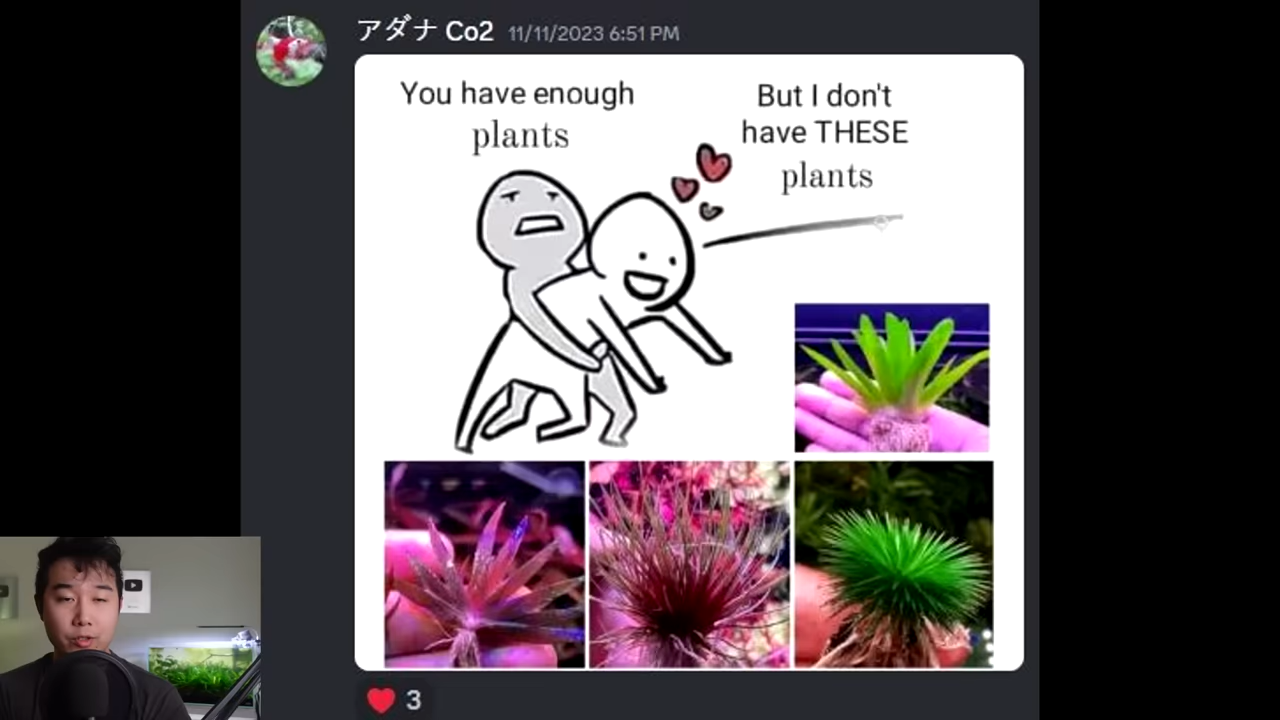 アダナ Co2 11/11/2023 6:51 PM
You have enough
plants
But I don't
have THESE
plants
3